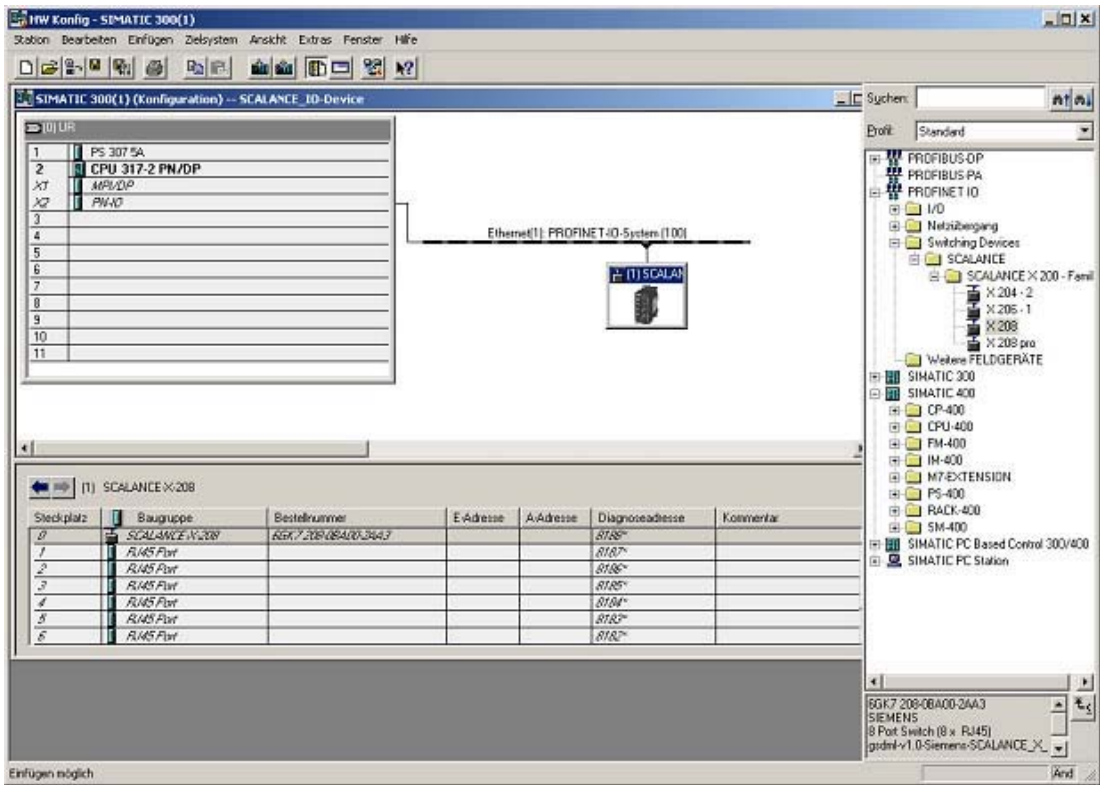 HW Konfig - SIMATIC 300(1)
Station Bearbeiten Einfügen Zielsystem Ansicht Extras Fenster Hilfe
SIMATIC 300(1) (Konfiguration) -- SCALANCE_IO-Device
(0) UR
1 PS 307 5A
2 CPU 317-2 PN/DP
X1 MPI/DP
X2 PN-IO
3
4
5
6
7
8
9
10
11
Ethernet(1): PROFINET-IO-System (100)
(1) SCALAN
(1) SCALANCE-X-208
Steckplatz Baugruppe Bestellnummer E-Adresse A-Adresse Diagnoseadresse Kommentar
0 SCALANCE-X-208 6GK7 208-0BA00-2AA3 8188*
1 RJ45 Port 8187*
2 RJ45 Port 8186*
3 RJ45 Port 8185*
4 RJ45 Port 8184*
5 RJ45 Port 8183*
6 RJ45 Port 8182*
Suchen:
Profil: Standard
PROFIBUS-DP
PROFIBUS-PA
PROFINET IO
I/O
Netzübergang
Switching Devices
SCALANCE
SCALANCE X 200 - Famil
X 204 - 2
X 206 - 1
X 208
X 208 pro
Weitere FELDGERÄTE
SIMATIC 300
SIMATIC 400
CP-400
CPU-400
FM-400
IM-400
M7-EXTENSION
PS-400
RACK-400
SM-400
SIMATIC PC Based Control 300/400
SIMATIC PC Station
6GK7 208-0BA00-2AA3
SIEMENS
8 Port Switch (8 x RJ45)
gsdml-v1.0-Siemens-SCALANCE_X_
Einfügen möglich
Änd